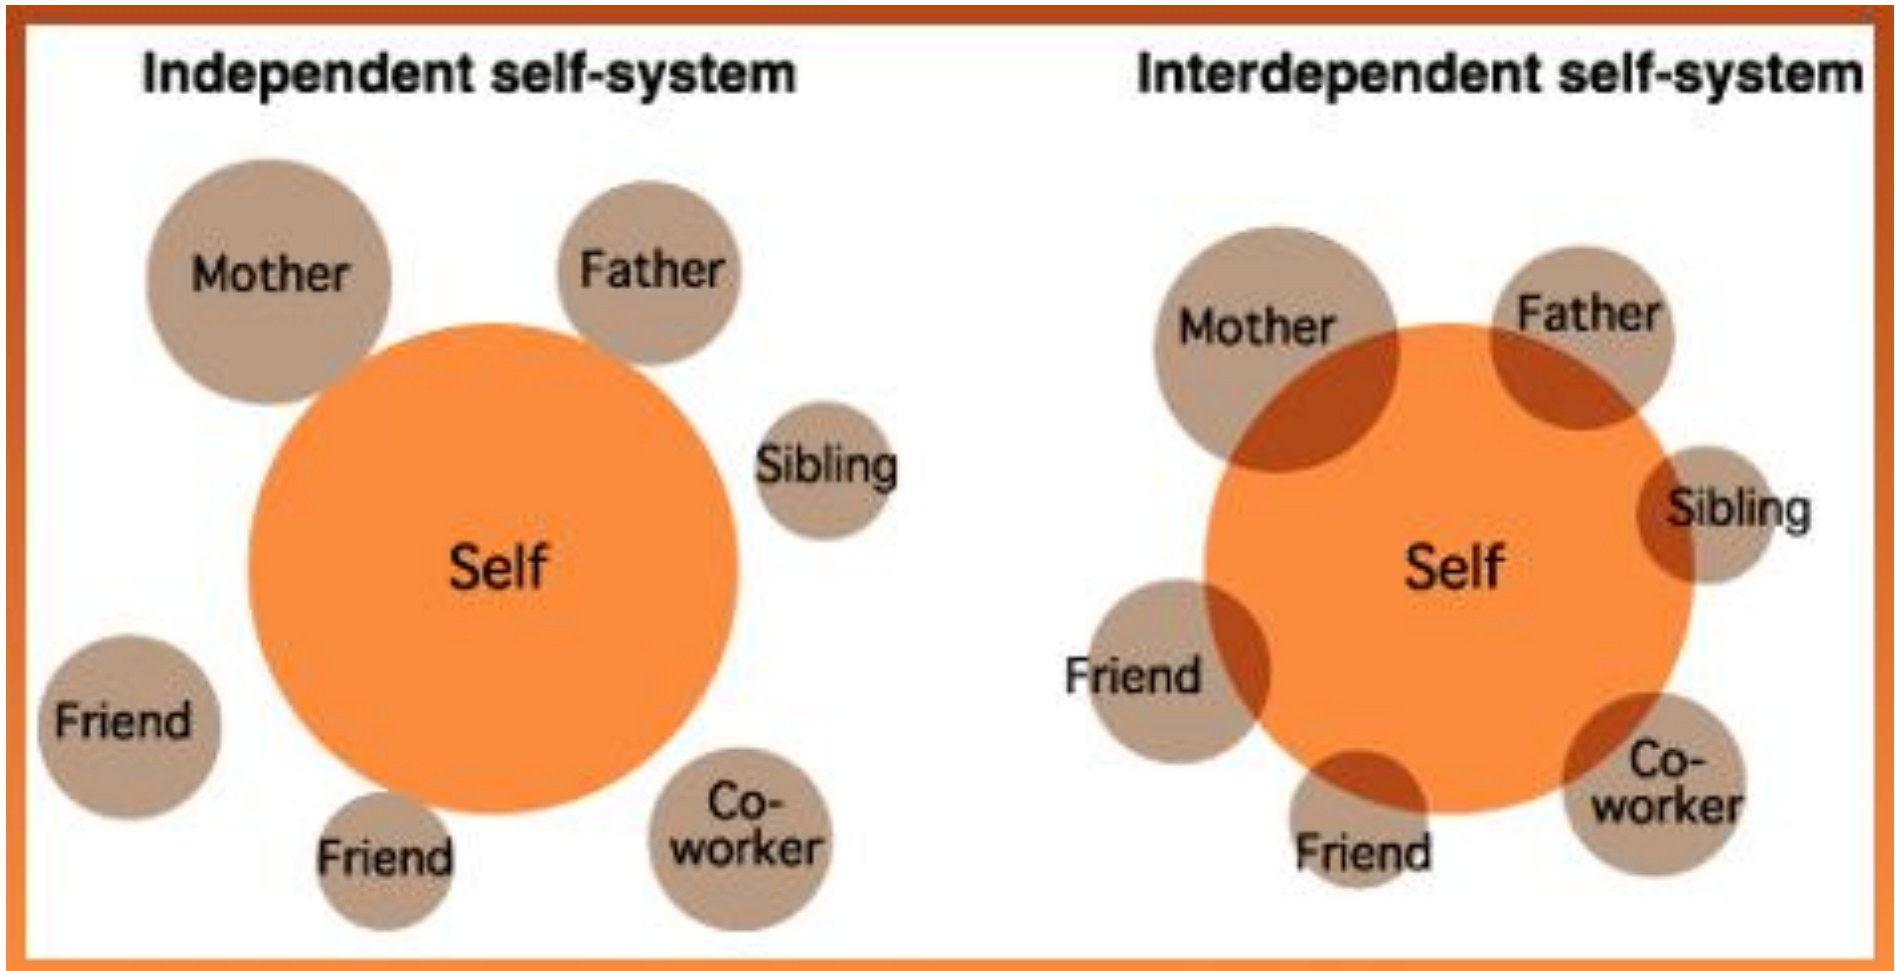 Independent self-system
Mother
Father
Sibling
Self
Friend
Co-
worker
Friend
Interdependent self-system
Mother
Father
Sibling
Self
Friend
Co-
worker
Friend